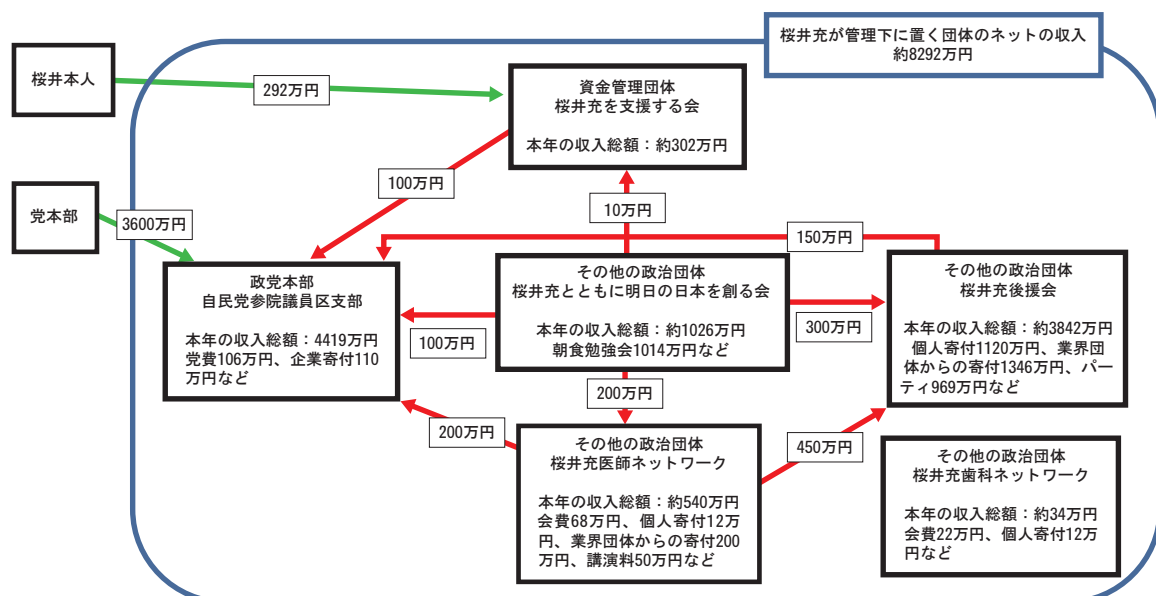 桜井充が管理下に置く団体のネットの収入
約8292万円
桜井本人
292万円
資金管理団体
桜井充を支援する会
本年の収入総額：約302万円
党本部
3600万円
100万円
10万円
150万円
政党本部
自民党参院議員区支部
本年の収入総額：4419万円
党費106万円、企業寄付110
万円など
100万円
その他の政治団体
桜井充とともに明日の日本を創る会
本年の収入総額：約1026万円
朝食勉強会1014万円など
300万円
その他の政治団体
桜井充後援会
本年の収入総額：約3842万円
個人寄付1120万円、業界団
体からの寄付1346万円、パー
ティ969万円など
200万円
200万円
450万円
その他の政治団体
桜井充医師ネットワーク
本年の収入総額：約540万円
会費68万円、個人寄付12万
円、業界団体からの寄付200
万円、講演料50万円など
その他の政治団体
桜井充歯科ネットワーク
本年の収入総額：約34万円
会費22万円、個人寄付12万
円など